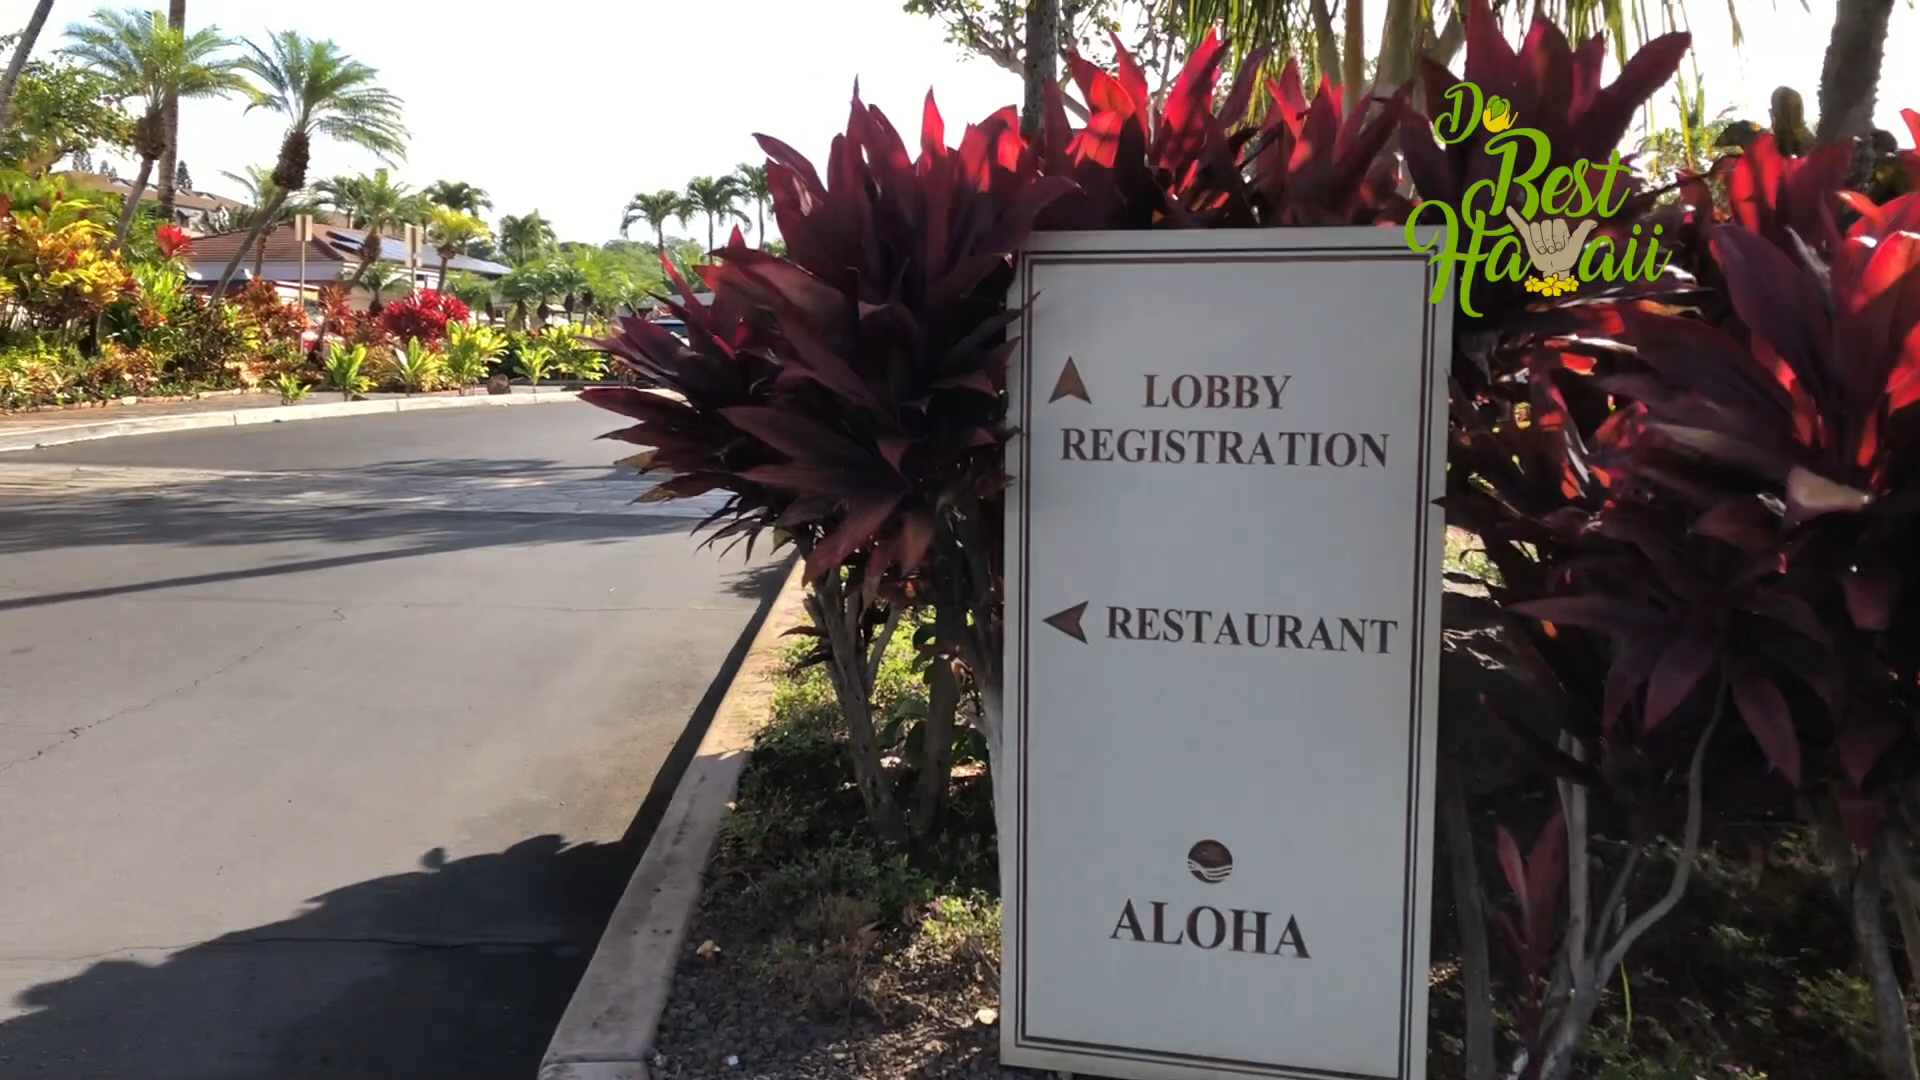 Da
Best
Hawaii
LOBBY
REGISTRATION
RESTAURANT
ALOHA